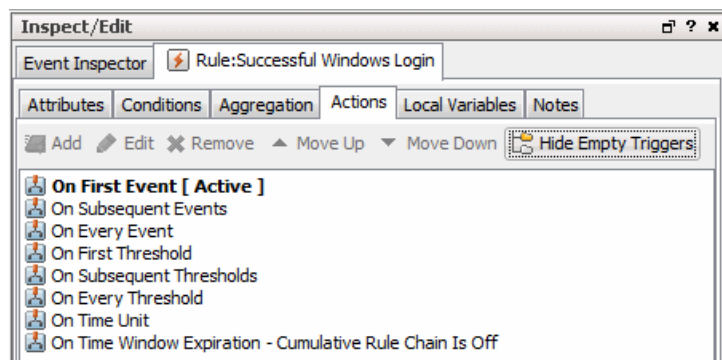 Inspect/Edit ? x
Event Inspector Rule:Successful Windows Login
Attributes Conditions Aggregation Actions Local Variables Notes
Add Edit Remove Move Up Move Down Hide Empty Triggers
On First Event [ Active ]
On Subsequent Events
On Every Event
On First Threshold
On Subsequent Thresholds
On Every Threshold
On Time Unit
On Time Window Expiration - Cumulative Rule Chain Is Off